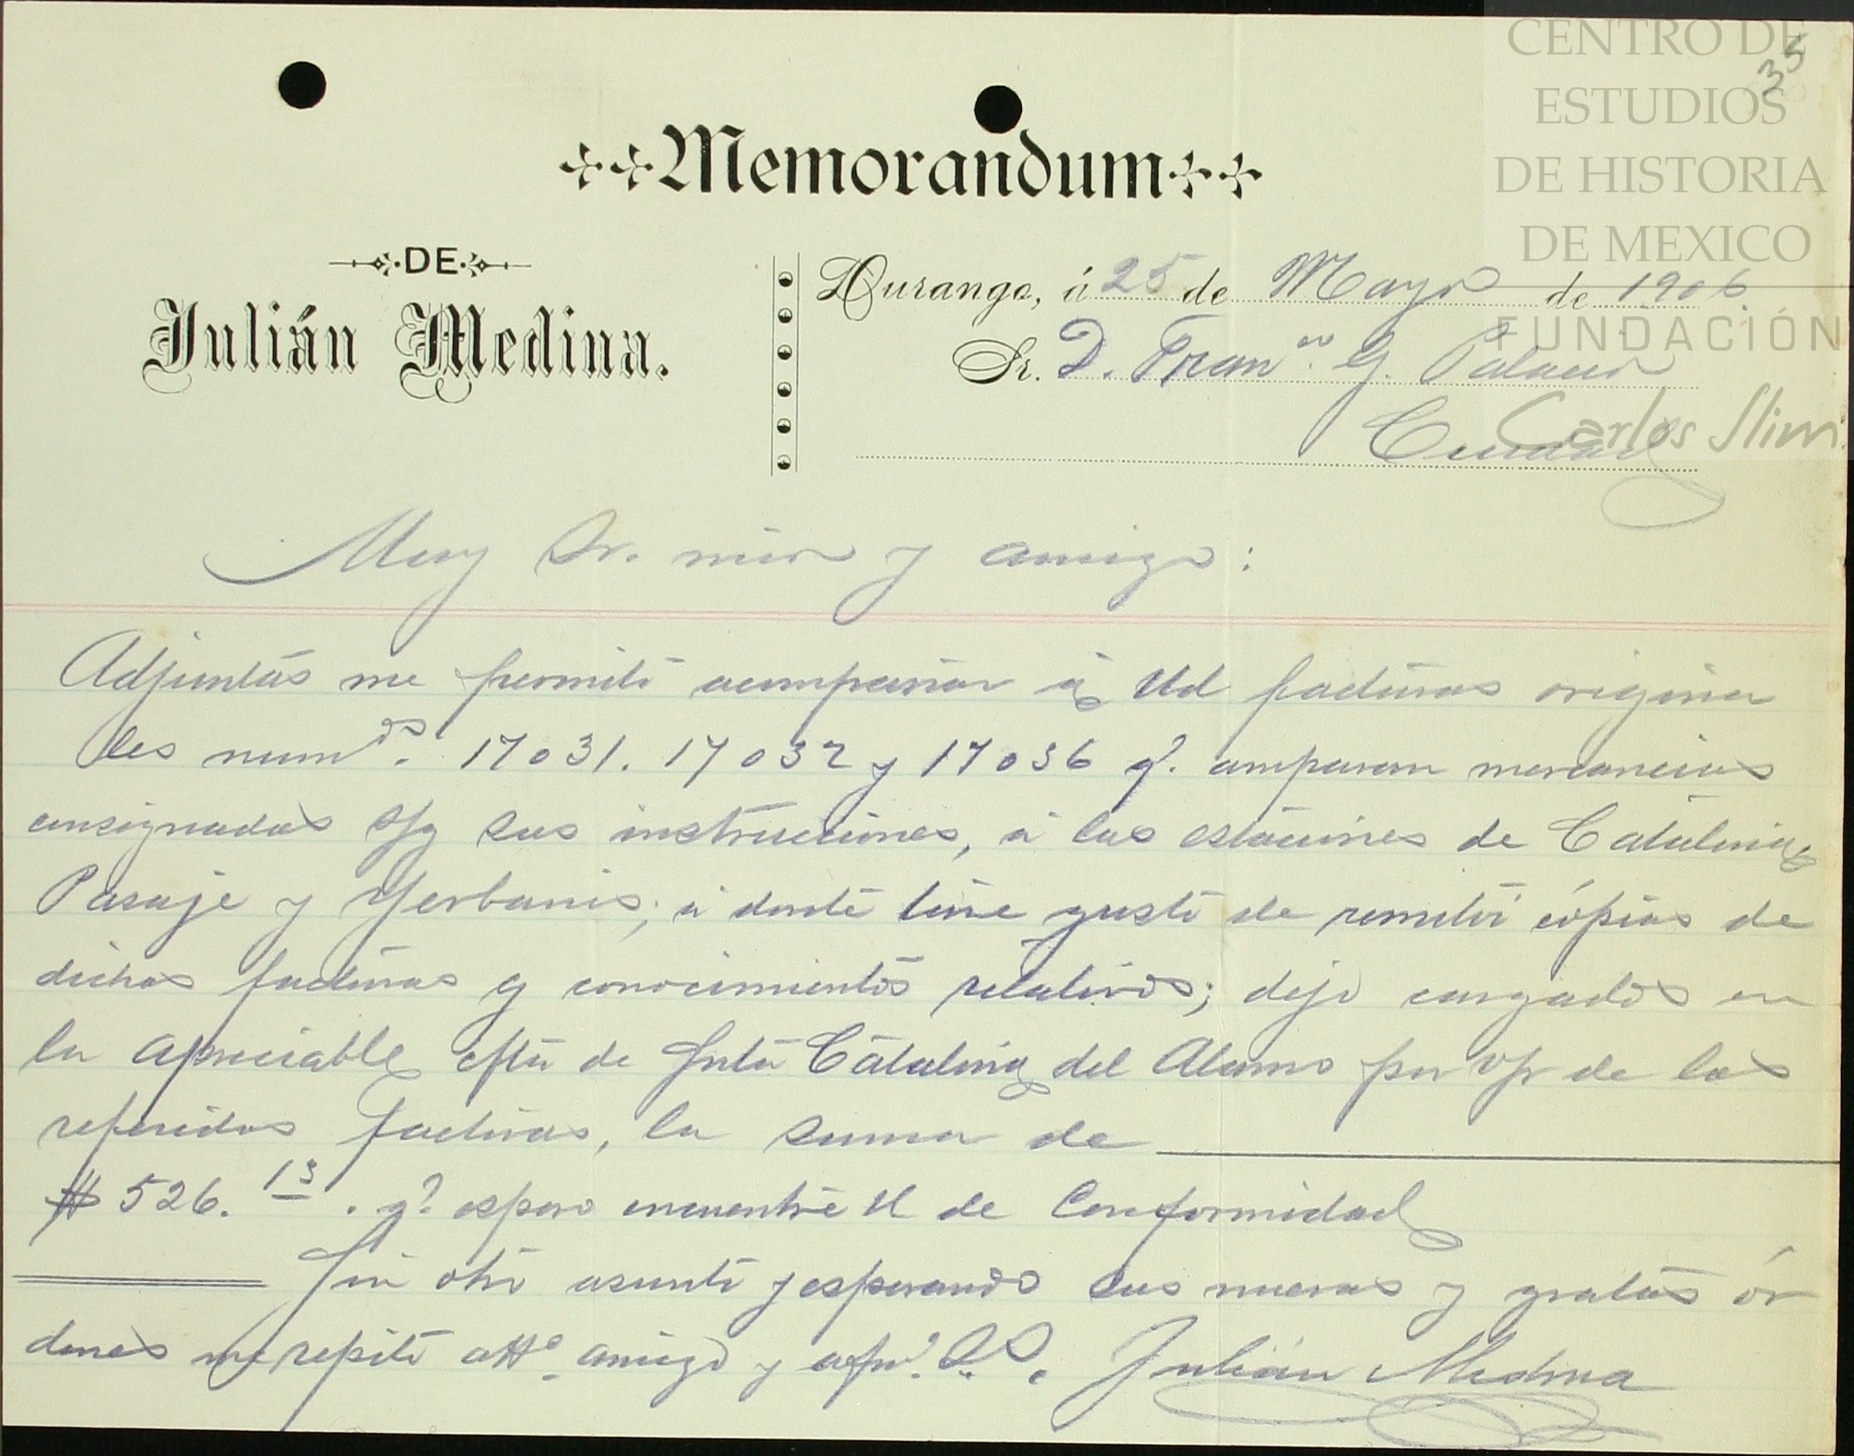 CENTRO DE
ESTUDIOS
DE HISTORIA
DE MEXICO
FUNDACIÓN
Carlos Slim
35
Memorandum
DE
Julián Medina.
Durango, á 25 de Mayo de 1906
Sr. D. Franco. G. Palacio
Ciudad
Muy Sr. mio y amigo:
Adjuntas me permito acompañar á Ud facturas origina
les numos. 17031. 17032 y 17036 q. amparan mercancias
consignadas sg sus instrucciones, á las estaciones de Catalina,
Pasaje y Yerbanis; á donde tuve gusto de remitir cópias de
dichas facturas y conocimientos relativos; dejo cargados en
la apreciable cta de Catalina del Alamo por de las
referidas facturas, la suma de
$ 526. 13. q? espero encuentre U de Conformidad
Sin otro asunto y esperando sus nuevas y gratas ór
denes me repito atto amigo y S. Julián Medina